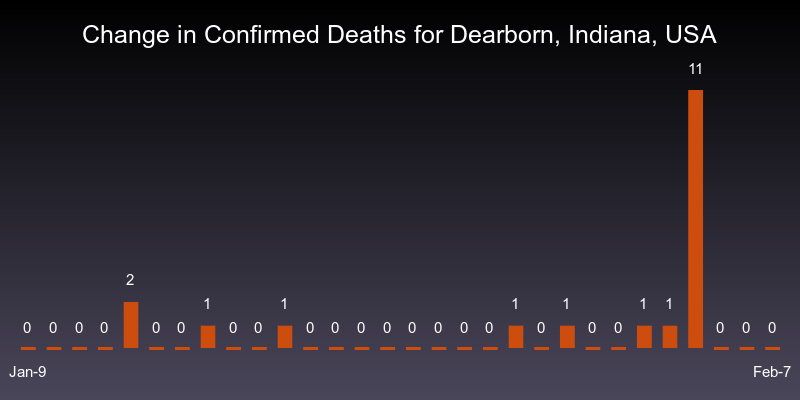 Change in Confirmed Deaths for Dearborn, Indiana, USA
11
2
1 1 1 1 1 1
0 0 0 0 0 0 0 0 0 0 0 0 0 0 0 0 0 0 0 0 0 0
Jan-9 Feb-7